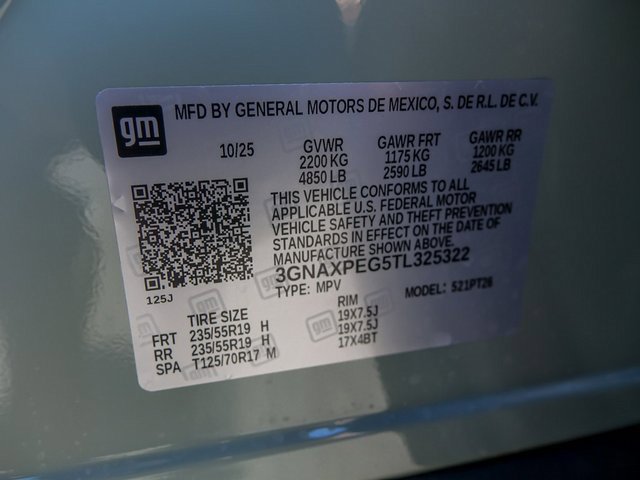 gm
MFD BY GENERAL MOTORS DE MEXICO, S. DE R.L. DE C.V.
10/25 GVWR GAWR FRT GAWR RR
2200 KG 1175 KG 1200 KG
4850 LB 2590 LB 2645 LB
THIS VEHICLE CONFORMS TO ALL
APPLICABLE U.S. FEDERAL MOTOR
VEHICLE SAFETY AND THEFT PREVENTION
STANDARDS IN EFFECT ON THE DATE OF
MANUFACTURE SHOWN ABOVE.
3GNAXPEG5TL325322
TYPE: MPV MODEL: 521PT26
125J
TIRE SIZE RIM
FRT 235/55R19 H 19X7.5J
RR 235/55R19 H 19X7.5J
SPA T125/70R17 M 17X4BT